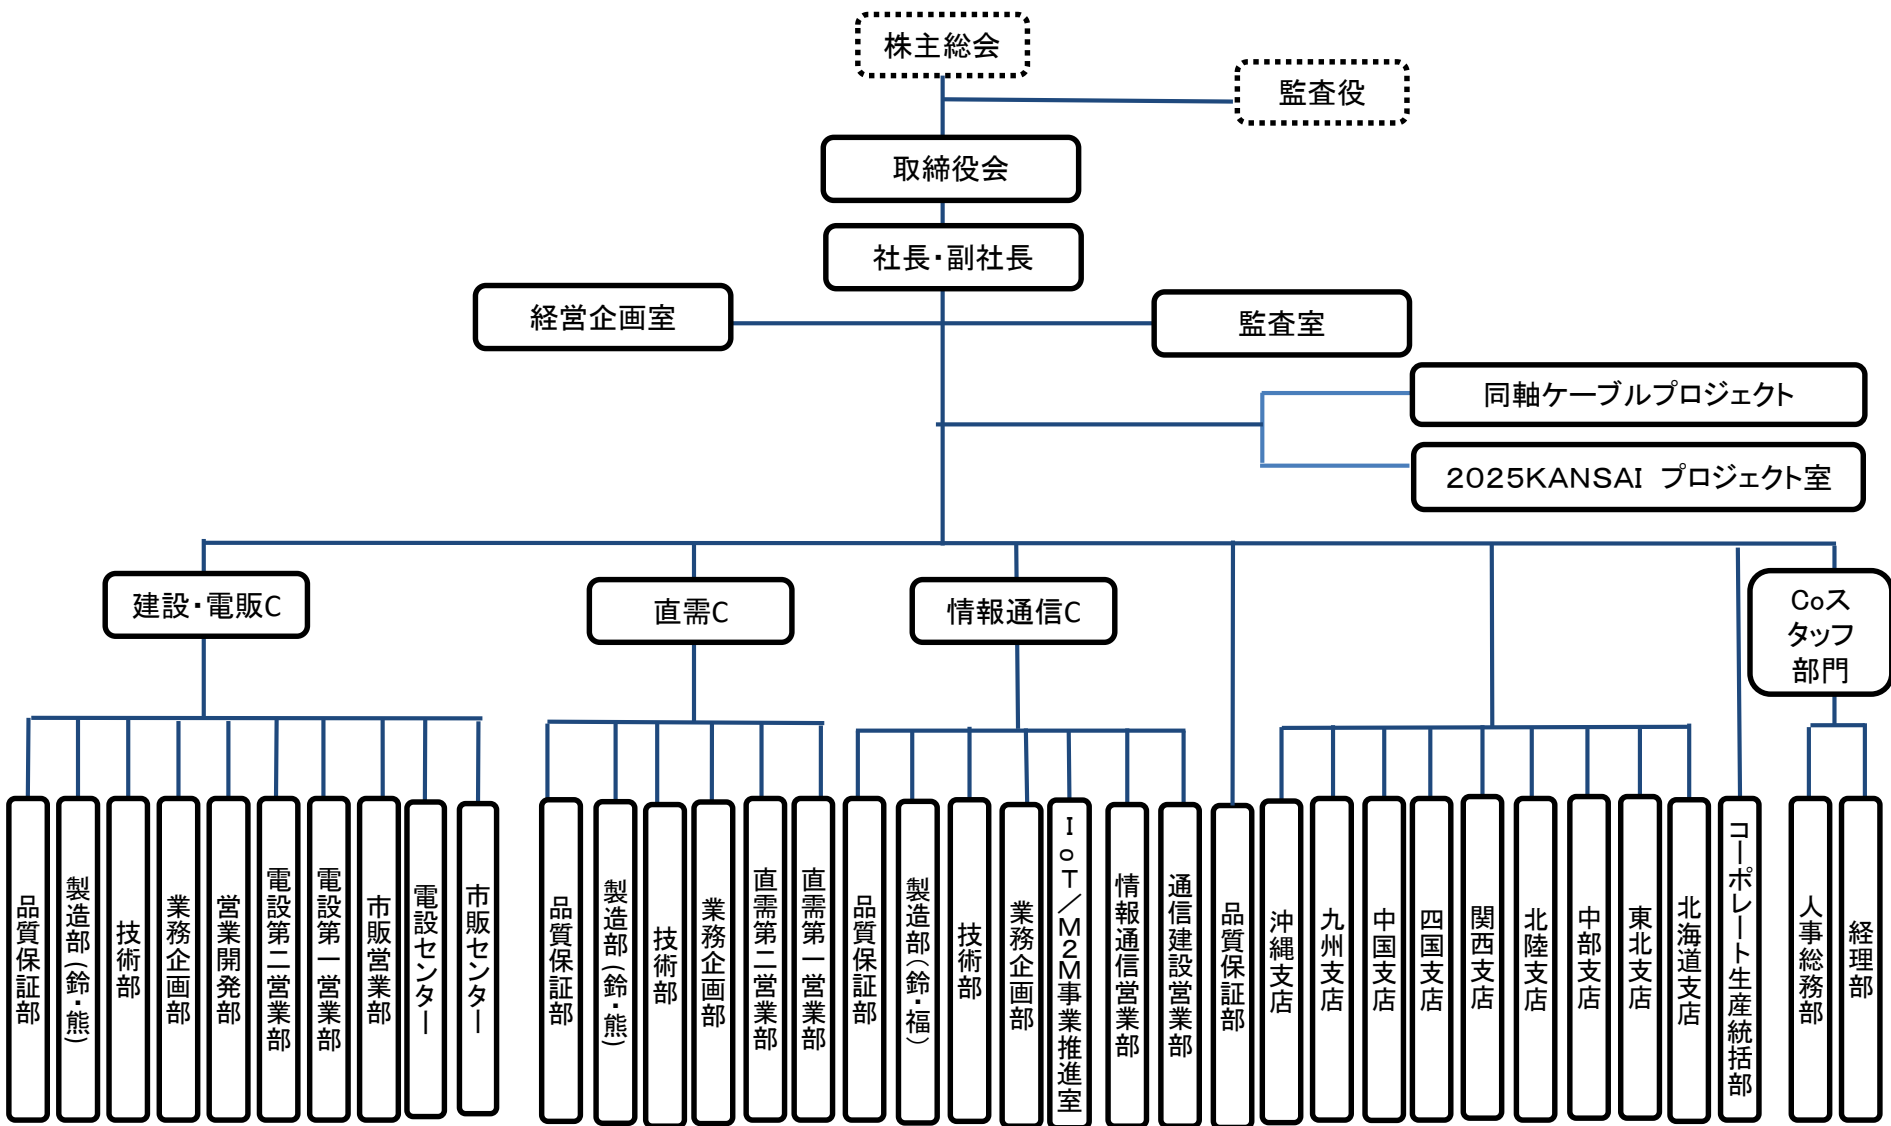 株主総会
監査役
取締役会
社長・副社長
経営企画室
監査室
同軸ケーブルプロジェクト
2025KANSAI プロジェクト室
建設・電販C
直需C
情報通信C
Coス
タッフ
部門
品質保証部
製造部(鈴・熊)
技術部
業務企画部
営業開発部
電設第二営業部
電設第一営業部
市販営業部
電設センター
市販センター
品質保証部
製造部(鈴・熊)
技術部
業務企画部
直需第二営業部
直需第一営業部
品質保証部
製造部(鈴・福)
技術部
業務企画部
IoT/M2M事業推進室
情報通信営業部
通信建設営業部
品質保証部
沖縄支店
九州支店
中国支店
四国支店
関西支店
北陸支店
中部支店
東北支店
北海道支店
コーポレート生産統括部
人事総務部
経理部